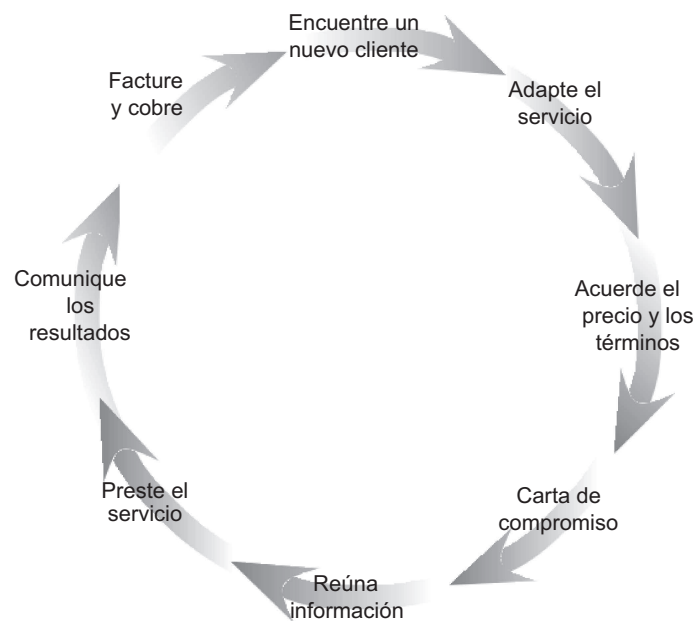 Encuentre un
nuevo cliente
Adapte el
servicio
Acuerde el
precio y los
términos
Carta de
compromiso
Reúna
información
Preste el
servicio
Comunique
los
resultados
Facture
y cobre